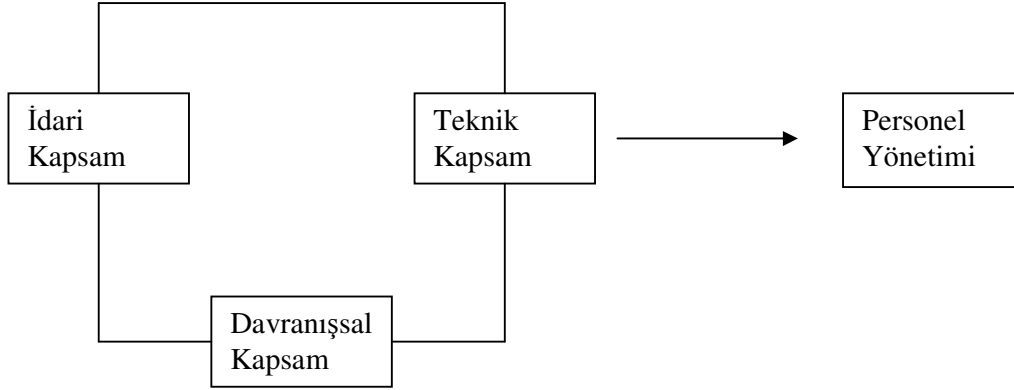 İdari
Kapsam
Teknik
Kapsam
Personel
Yönetimi
Davranışsal
Kapsam